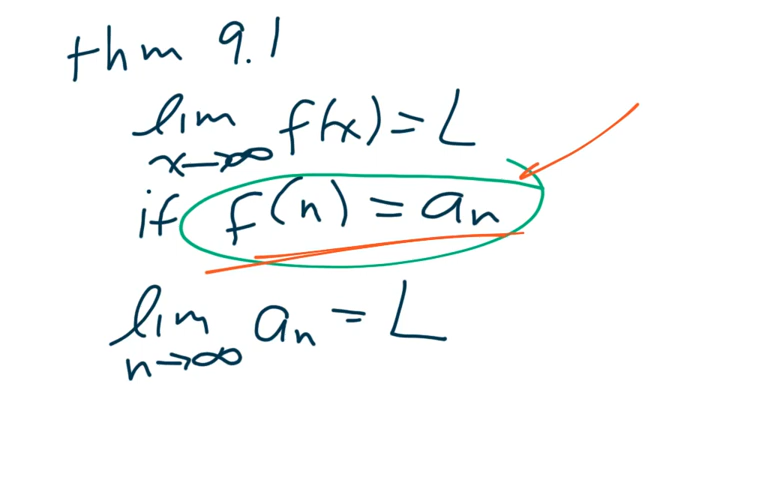 thm 9.1
lim f(x) = L
x→∞
if f(n) = aₙ
lim aₙ = L
n→∞